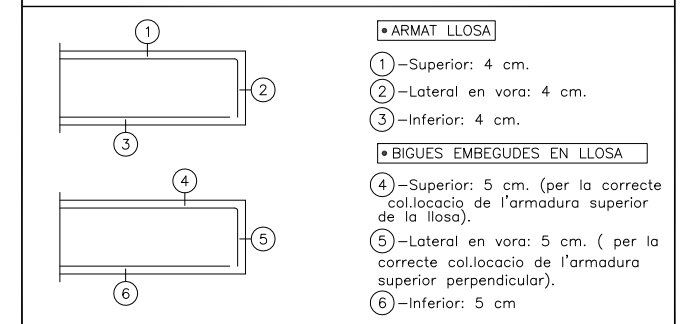 • ARMAT LLOSA
1 -Superior: 4 cm.
2 -Lateral en vora: 4 cm.
3 -Inferior: 4 cm.
• BIGUES EMBEGUDES EN LLOSA
4 -Superior: 5 cm. (per la correcte
col.locacio de l'armadura superior
de la llosa).
5 -Lateral en vora: 5 cm. ( per la
correcte col.locacio de l'armadura
superior perpendicular).
6 -Inferior: 5 cm
1
2
3
4
5
6